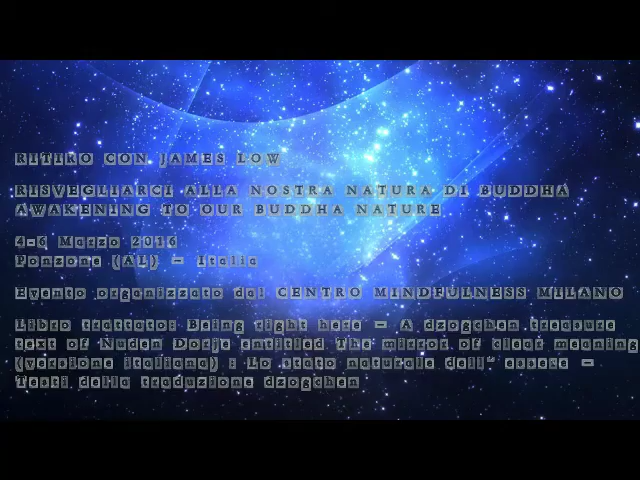 RITIRO CON JAMES LOW
RISVEGLIARCI ALLA NOSTRA NATURA DI BUDDHA
AWAKENING TO OUR BUDDHA NATURE
4-6 Marzo 2016
Ponzone (AL) - Italia
Evento organizzato dal CENTRO MINDFULNESS MILANO
Libro trattato: Being right here - A dzogchen treasure
text of Nuden Dorje entitled The mirror of clear meaning
(versione italiana) : Lo stato naturale dell' essere -
Testi della traduzione dzogchen